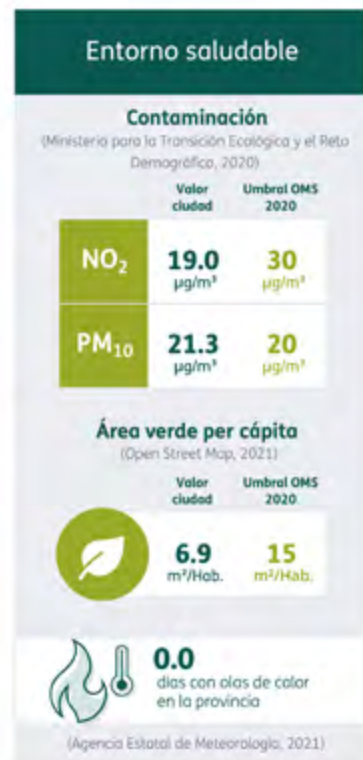 Entorno saludable
Contaminación
(Ministerio para la Transición Ecológica y el Reto
Demográfico, 2020)
Valor ciudad
Umbral OMS 2020
NO₂
19.0 µg/m³
30 µg/m³
PM₁₀
21.3 µg/m³
20 µg/m³
Área verde per cápita
(Open Street Map, 2021)
Valor ciudad
Umbral OMS 2020
6.9 m²/Hab.
15 m²/Hab.
0.0
días con olas de calor
en la provincia
(Agencia Estatal de Meteorología, 2021)